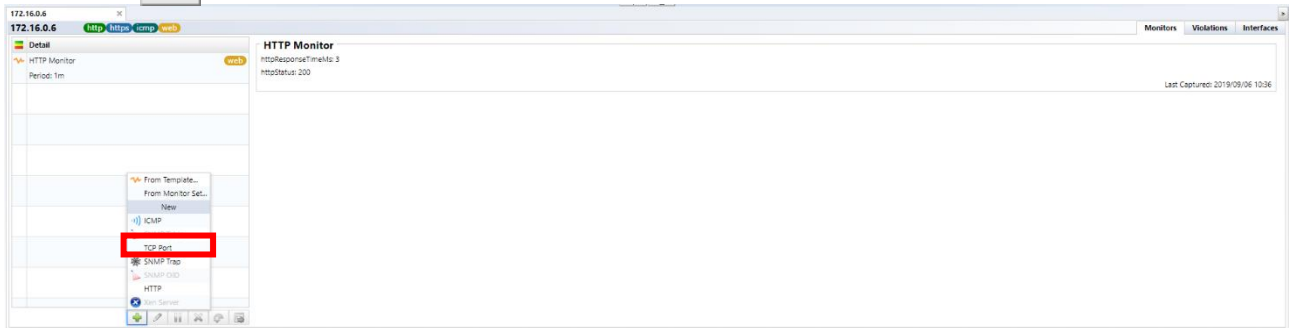 172.16.0.6
172.16.0.6 http https icmp web Monitors Violations Interfaces
Detail
HTTP Monitor web
Period: 1m
HTTP Monitor
httpResponseTimeMs: 3
httpStatus: 200
Last Captured: 2019/09/06 10:36
From Template...
From Monitor Set...
New
ICMP
TCP Port
SNMP Trap
SNMP OID
HTTP
Xen Server